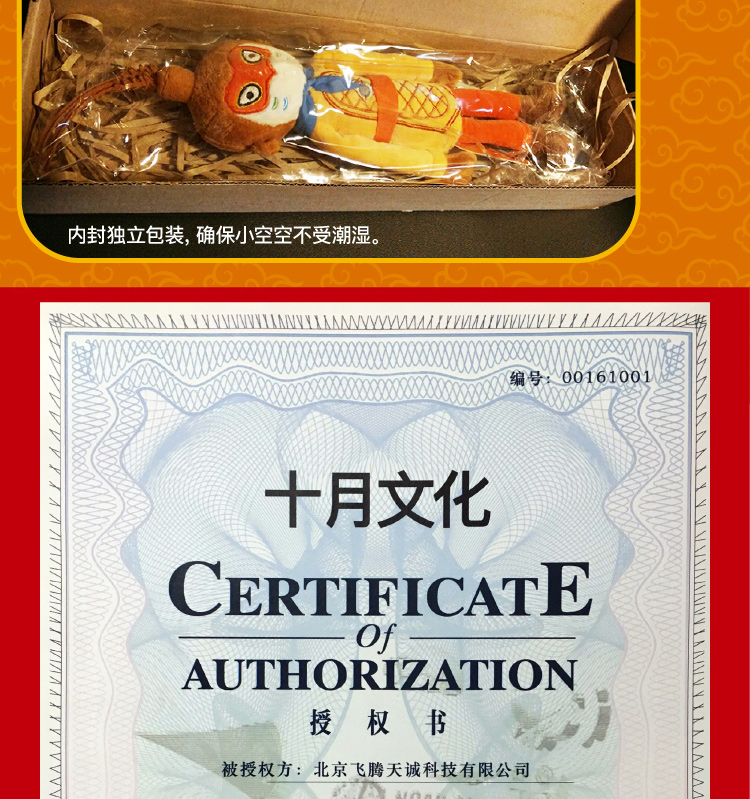 内封独立包装, 确保小空空不受潮湿。
编号: 00161001
十月文化
CERTIFICATE
Of
AUTHORIZATION
授 权 书
被授权方: 北京飞腾天诚科技有限公司